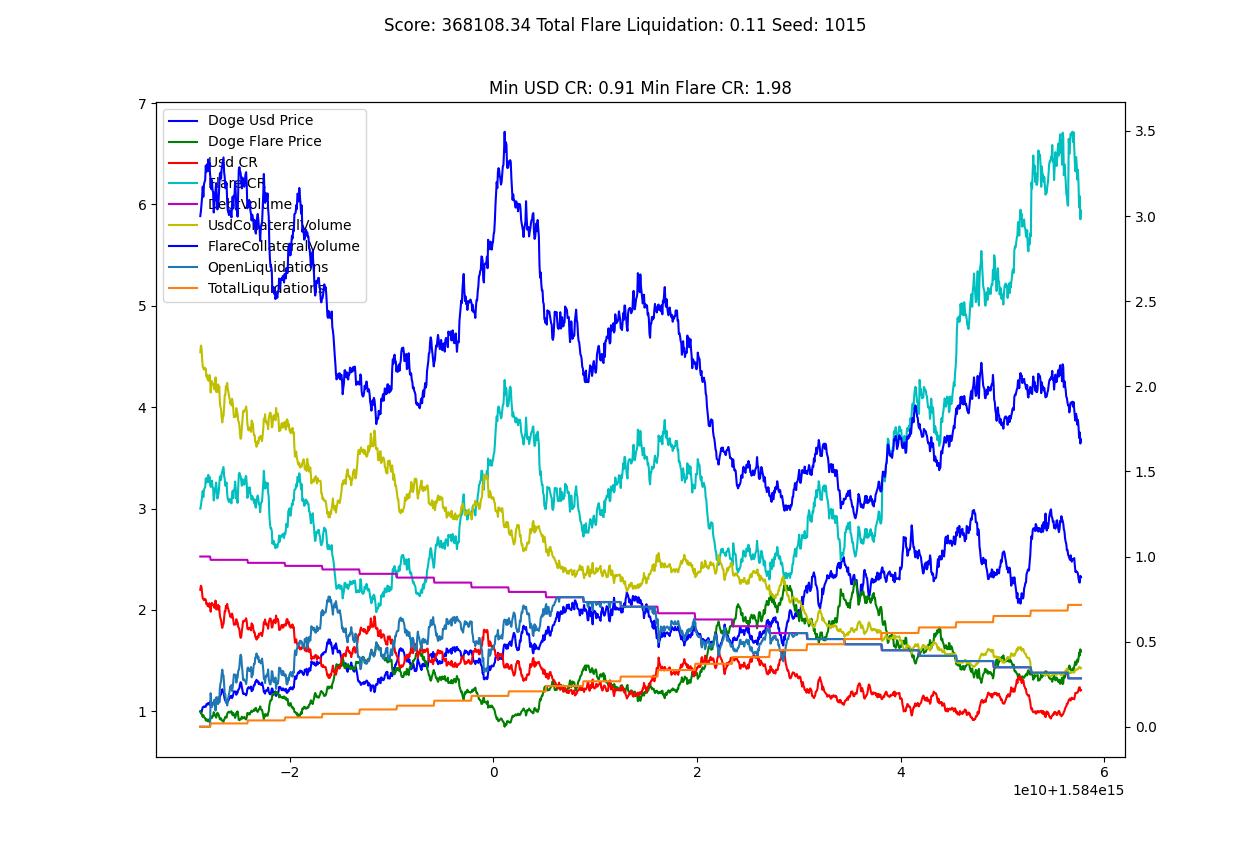 Score: 368108.34 Total Flare Liquidation: 0.11 Seed: 1015
Min USD CR: 0.91 Min Flare CR: 1.98
Doge Usd Price
Doge Flare Price
Usd CR
Flare CR
DebtVolume
UsdCollateralVolume
FlareCollateralVolume
OpenLiquidations
TotalLiquidations
7
6
5
4
3
2
1
3.5
3.0
2.5
2.0
1.5
1.0
0.5
0.0
−2
0
2
4
6
1e10+1.584e15